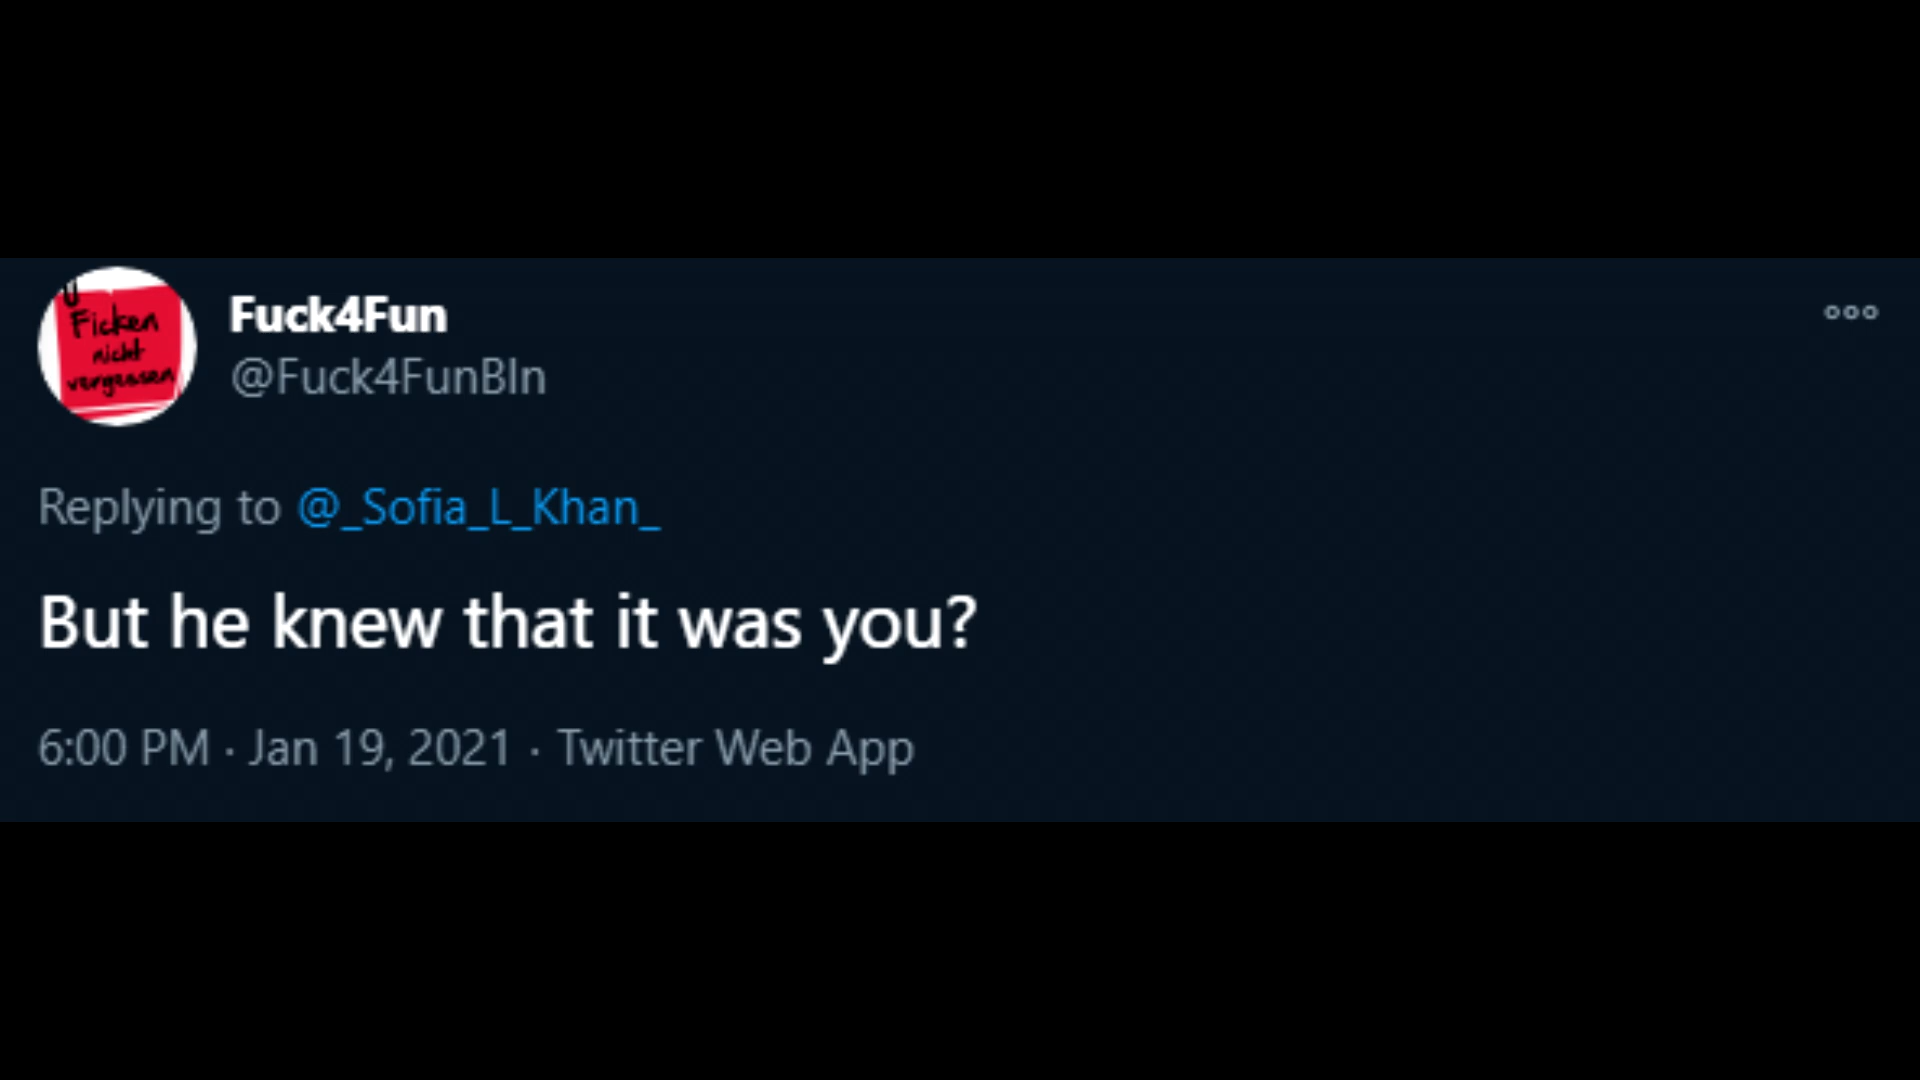 U
Ficken
nicht
vergessen
Fuck4Fun
@Fuck4FunBln
Replying to @_Sofia_L_Khan_
But he knew that it was you?
6:00 PM · Jan 19, 2021 · Twitter Web App